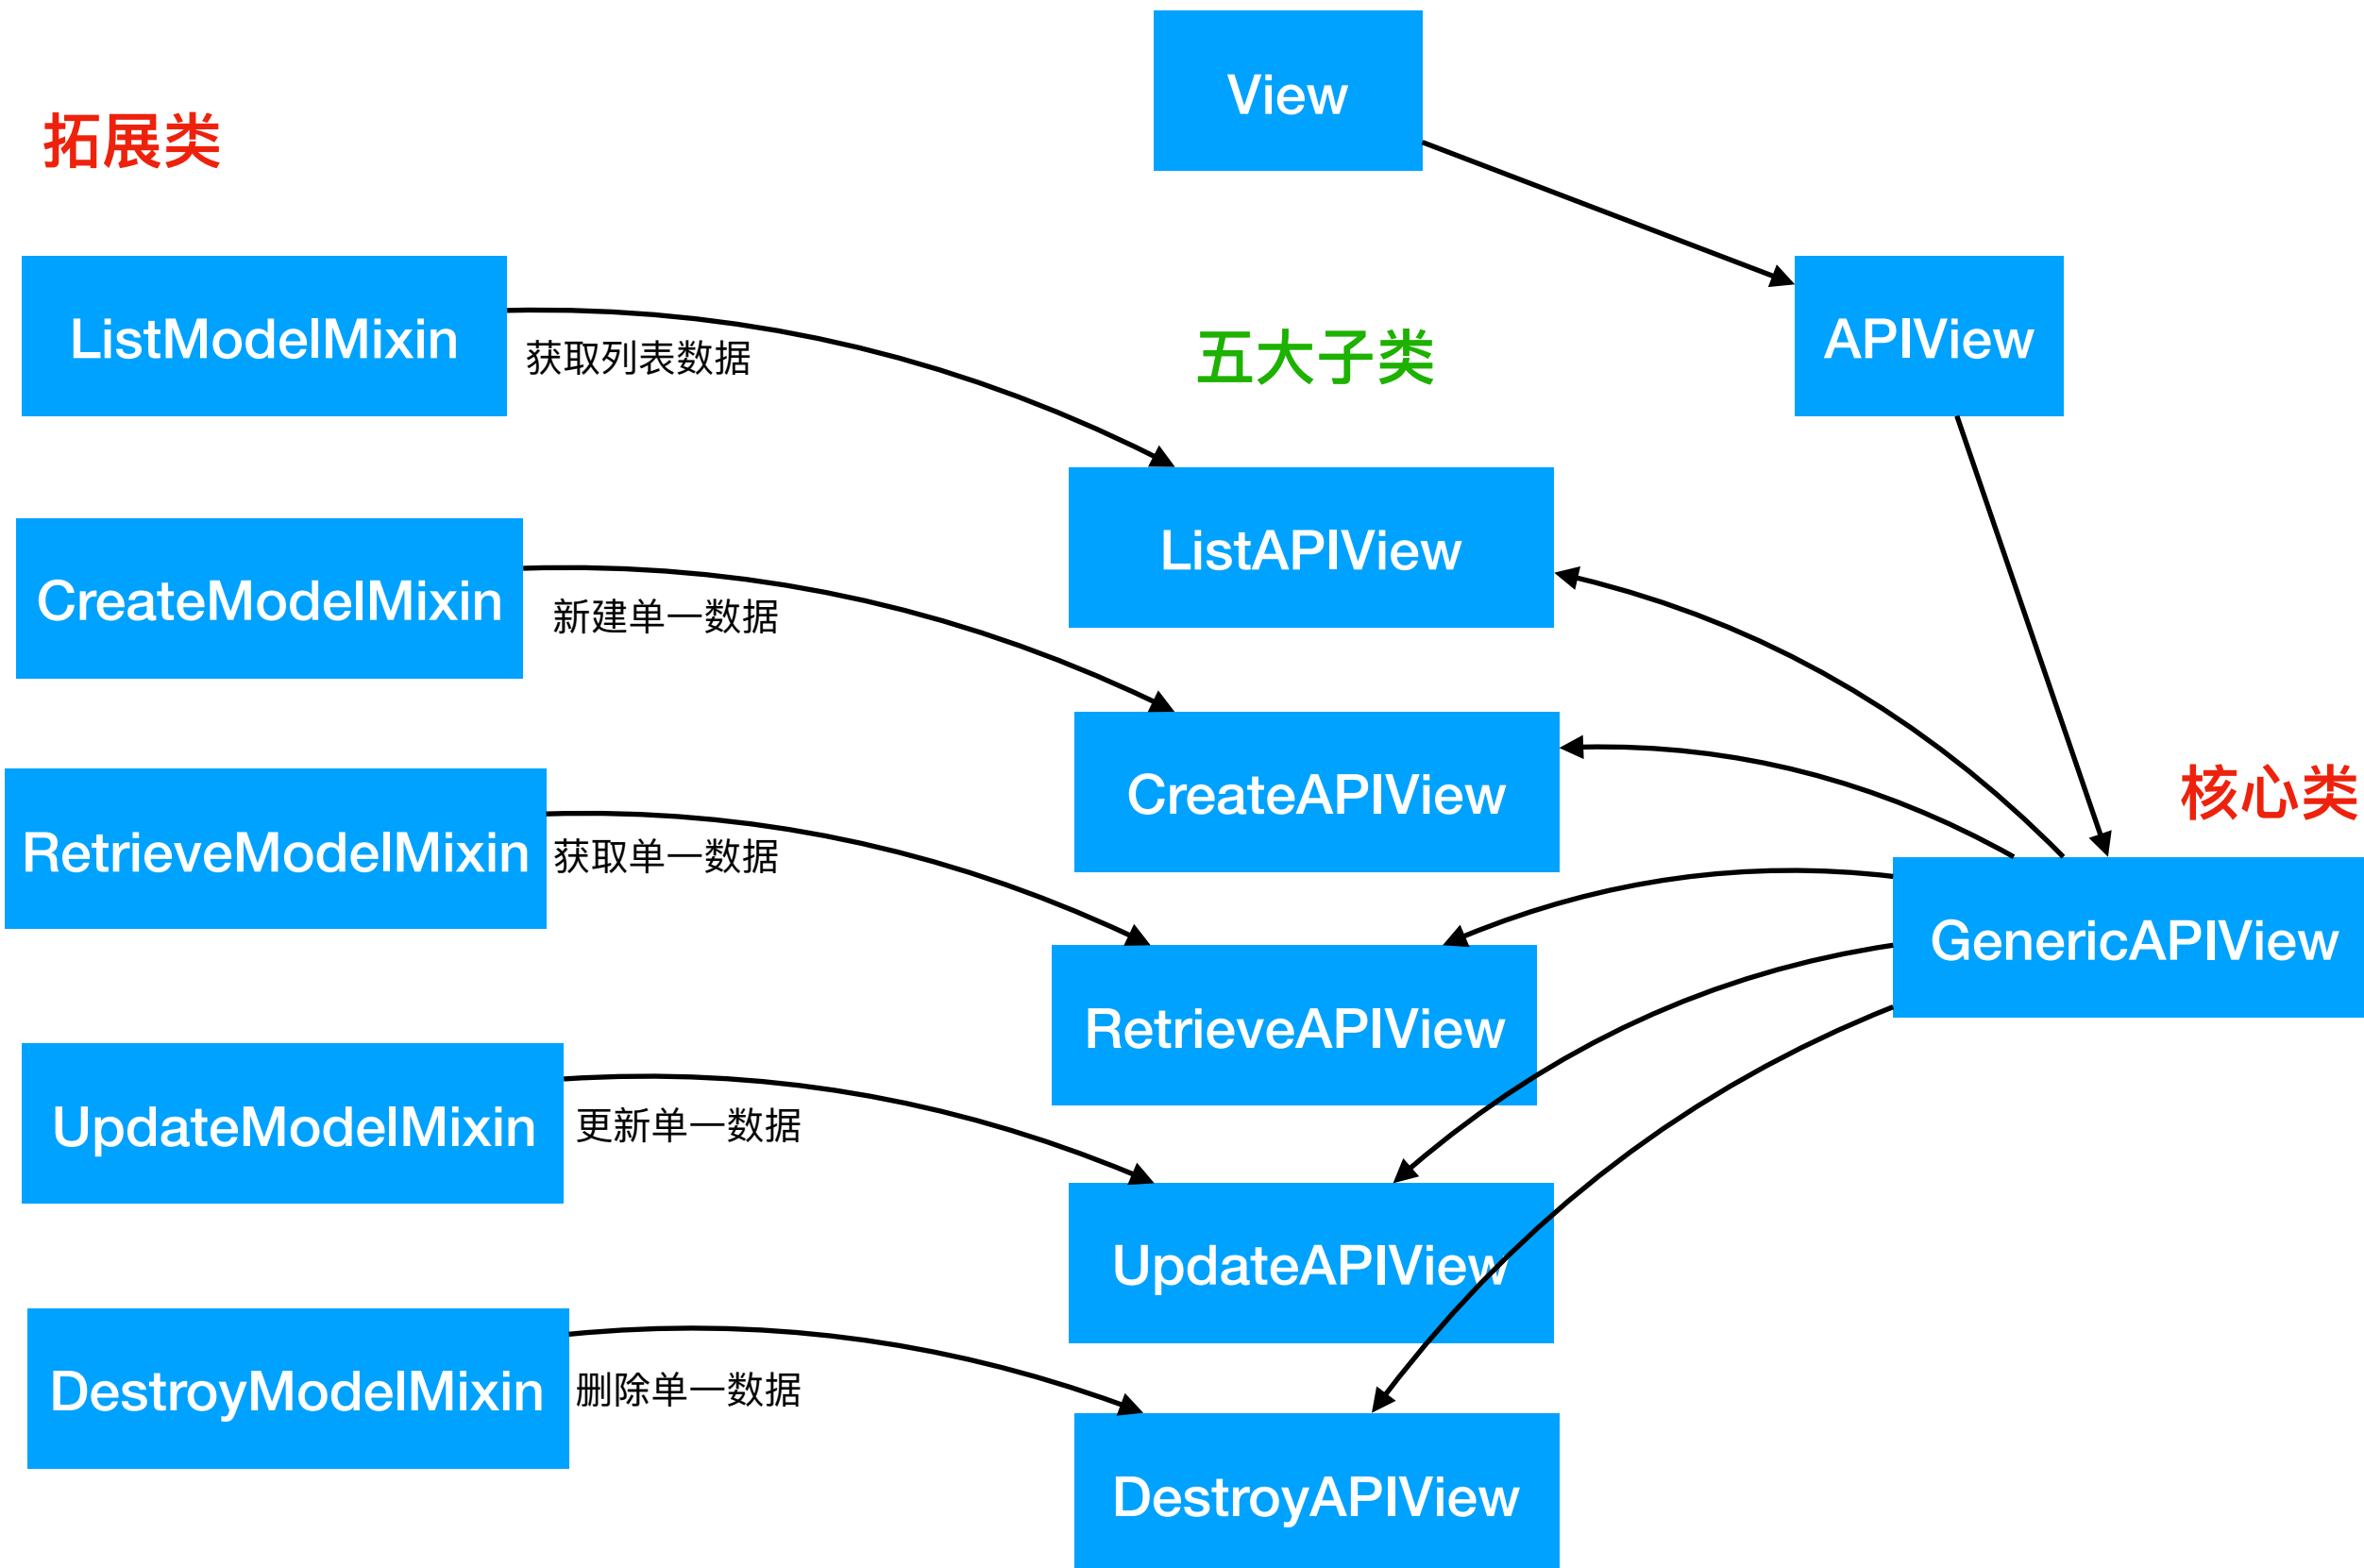 View
拓展类
ListModelMixin
获取列表数据
五大子类
APIView
ListAPIView
CreateModelMixin
新建单一数据
CreateAPIView
核心类
RetrieveModelMixin
获取单一数据
GenericAPIView
RetrieveAPIView
UpdateModelMixin
更新单一数据
UpdateAPIView
DestroyModelMixin
删除单一数据
DestroyAPIView